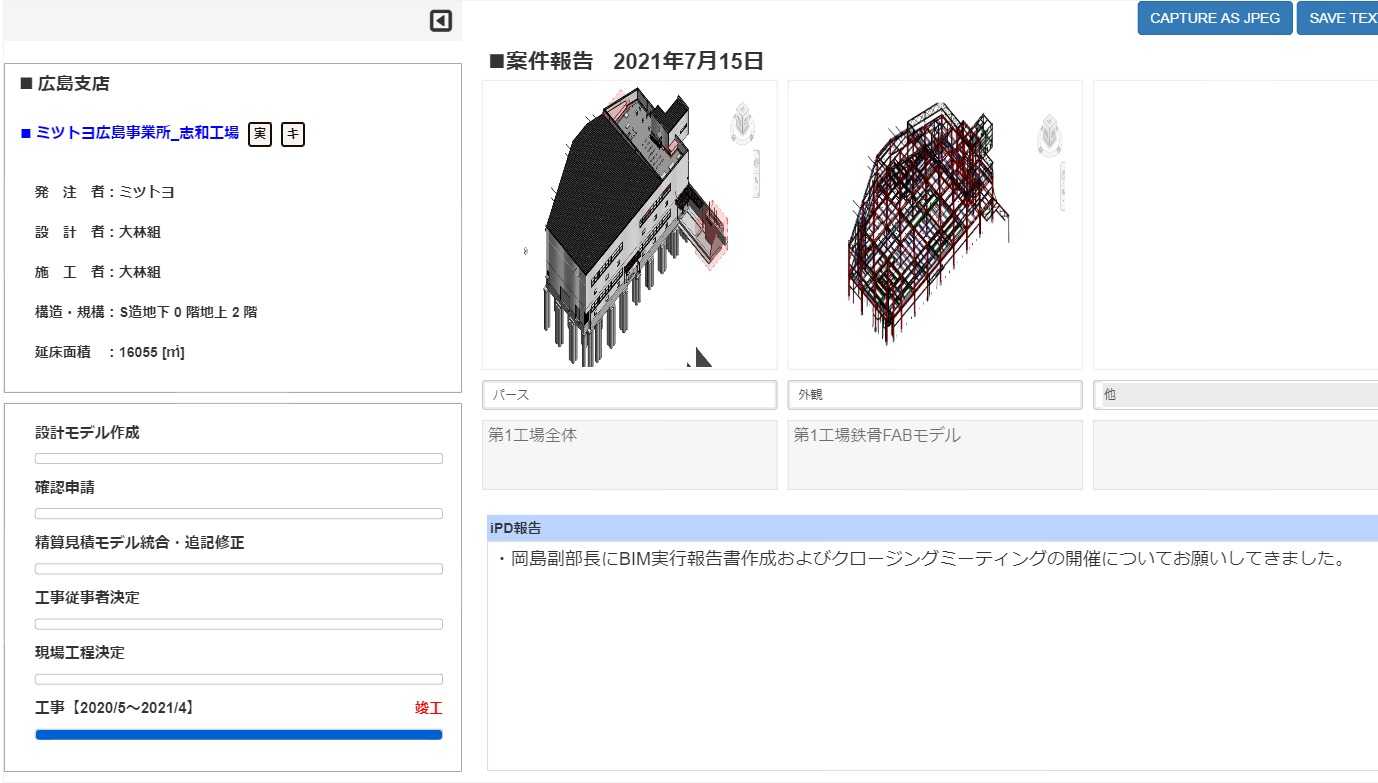 CAPTURE AS JPEG
SAVE TEX
■案件報告 2021年7月15日
■ 広島支店
■ ミツトヨ広島事業所_志和工場 実 キ
発 注 者：ミツトヨ
設 計 者：大林組
施 工 者：大林組
構造・規構：S造地下 0 階地上 2 階
延床面積 ：16055 [㎡]
設計モデル作成
確認申請
精算見積モデル統合・追記修正
工事従事者決定
現場工程決定
工事【2020/5～2021/4】 竣工
パース
外観
他
第1工場全体
第1工場鉄骨FABモデル
iPD報告
・岡島副部長にBIM実行報告書作成およびクロージングミーティングの開催についてお願いしてきました。